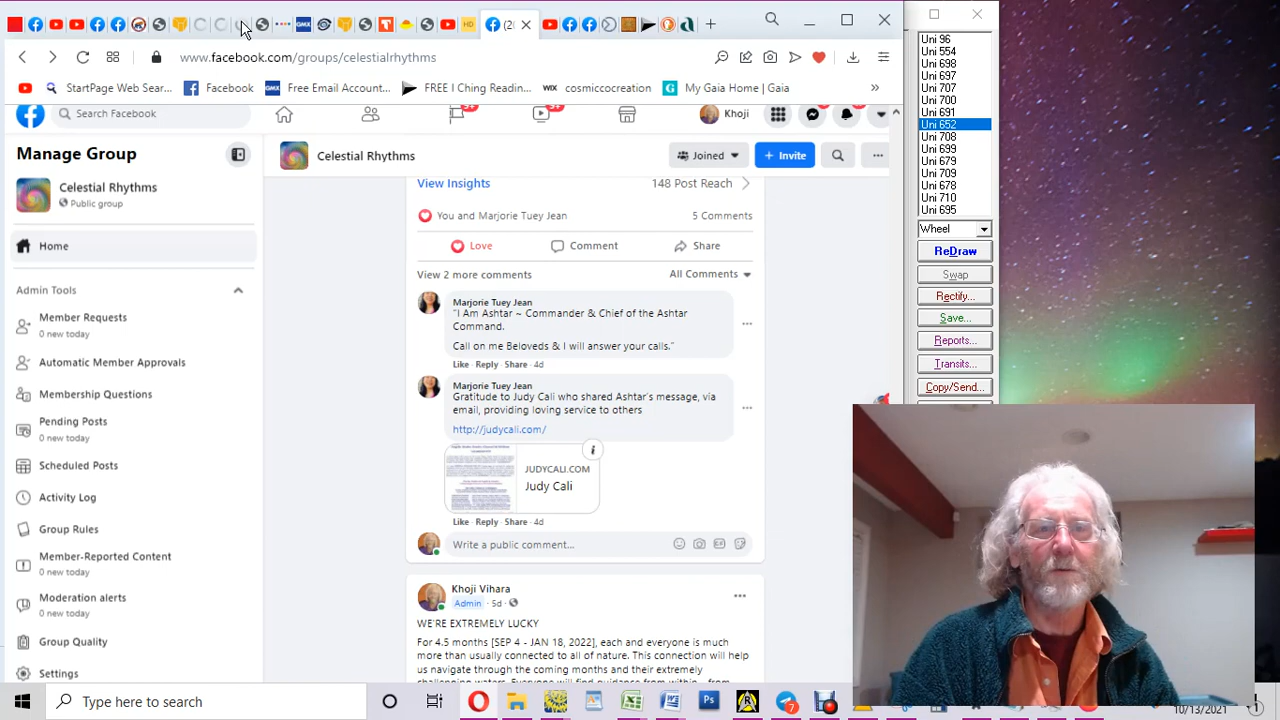 (2
www.facebook.com/groups/celestialrhythms
StartPage Web Sear...
Facebook
Free Email Account...
FREE I Ching Readin...
WIX
cosmiccocreation
My Gaia Home | Gaia
Search Facebook
Khoji
Manage Group
Celestial Rhythms
Joined
+ Invite
Celestial Rhythms
Public group
Home
Admin Tools
Member Requests
0 new today
Automatic Member Approvals
Membership Questions
Pending Posts
0 new today
Scheduled Posts
Activity Log
Group Rules
Member-Reported Content
0 new today
Moderation alerts
0 new today
Group Quality
Settings
View Insights
148 Post Reach
You and Marjorie Tuey Jean
5 Comments
Love
Comment
Share
View 2 more comments
All Comments
Marjorie Tuey Jean
"I Am Ashtar ~ Commander & Chief of the Ashtar
Command.
Call on me Beloveds & I will answer your calls."
Like · Reply · Share · 4d
Marjorie Tuey Jean
Gratitude to Judy Cali who shared Ashtar's message, via
email, providing loving service to others
http://judycali.com/
JUDYCALI.COM
Judy Cali
Like · Reply · Share · 4d
Write a public comment...
Khoji Vihara
Admin · 5d ·
WE'RE EXTREMELY LUCKY
For 4.5 months [SEP 4 - JAN 18, 2022], each and everyone is much
more than usually connected to all of nature. This connection will help
us navigate through the coming months and their extremely
challenging waters. Everyone will find guidance from within - from
Uni 96
Uni 554
Uni 698
Uni 697
Uni 707
Uni 700
Uni 691
Uni 652
Uni 708
Uni 699
Uni 679
Uni 709
Uni 678
Uni 710
Uni 695
Wheel
ReDraw
Swap
Rectify...
Save...
Reports...
Transits...
Copy/Send...
Type here to search
7
10/13/2021